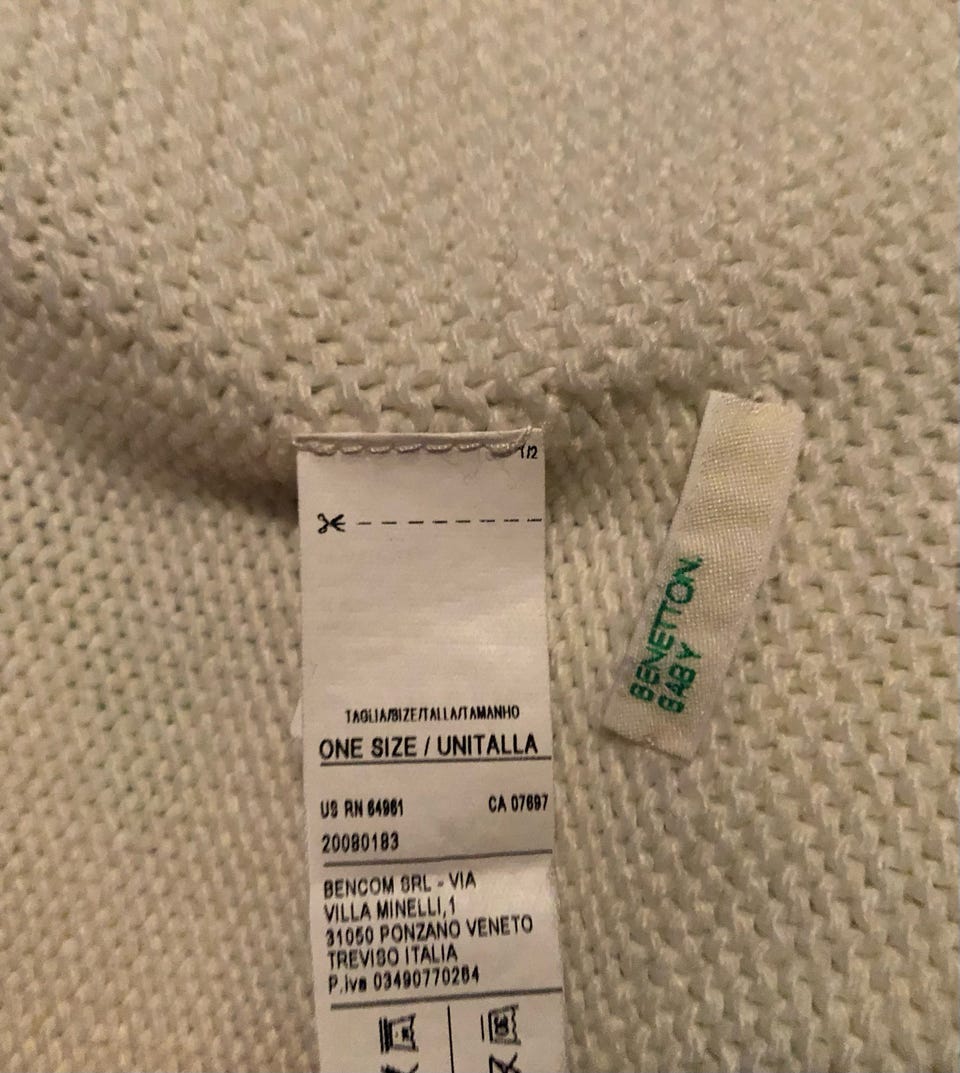 1/2
TAGLIA/SIZE/TALLA/TAMANHO
ONE SIZE / UNITALLA
US RN 64961 CA 07697
20080183
BENCOM SRL - VIA
VILLA MINELLI,1
31050 PONZANO VENETO
TREVISO ITALIA
P.iva 03490770264
BENETTON
BABY